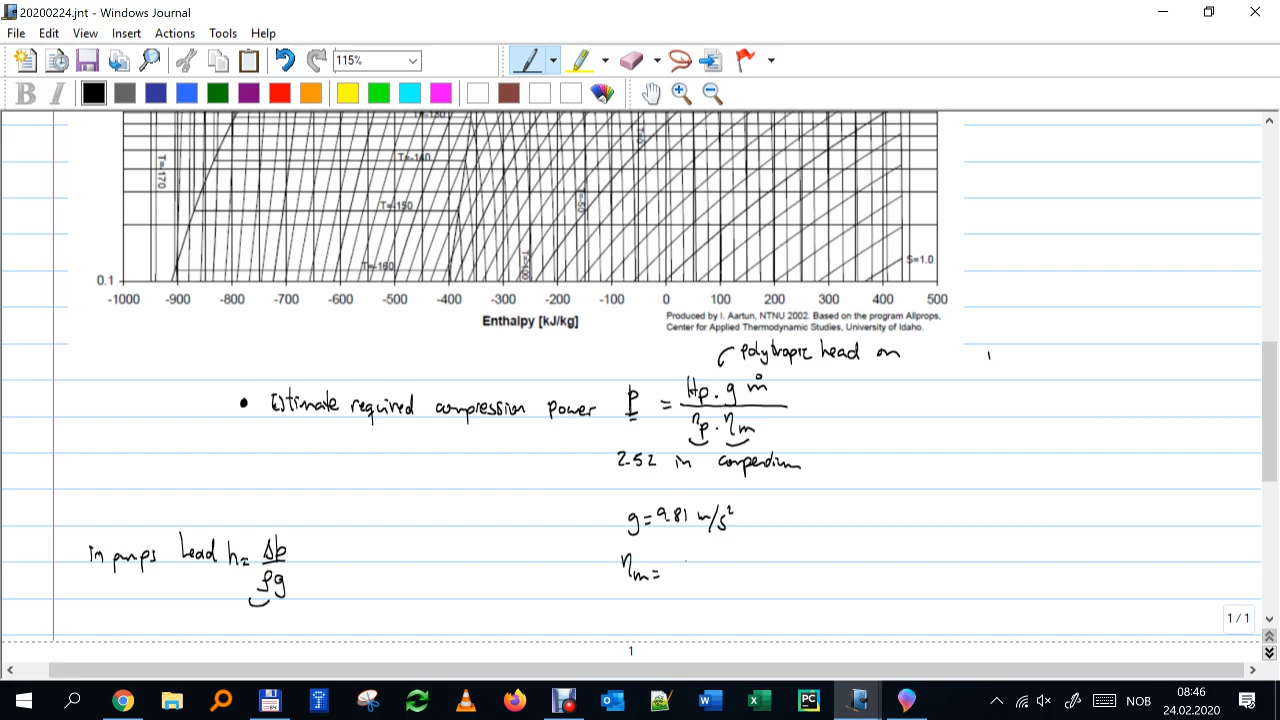 20200224.jnt - Windows Journal
File Edit View Insert Actions Tools Help
115%
B I
T=-170
T=-130
T=-140
T=-150
T=-160
T=-100
T=-50
T=0
S=1.0
0.1
-1000 -900 -800 -700 -600 -500 -400 -300 -200 -100 0 100 200 300 400 500
Enthalpy [kJ/kg]
Produced by I. Aartun, NTNU 2002. Based on the program Allprops,
Center for Applied Thermodynamic Studies, University of Idaho.
polytropic head on
• Estimate required compression power P = Hp · g ṁ / ηp · ηm
2.52 in compendium
g = 9.81 m/s²
In pumps head h = Δp / ρg
ηm =
1/1
1
NOB
08:46
24.02.2020